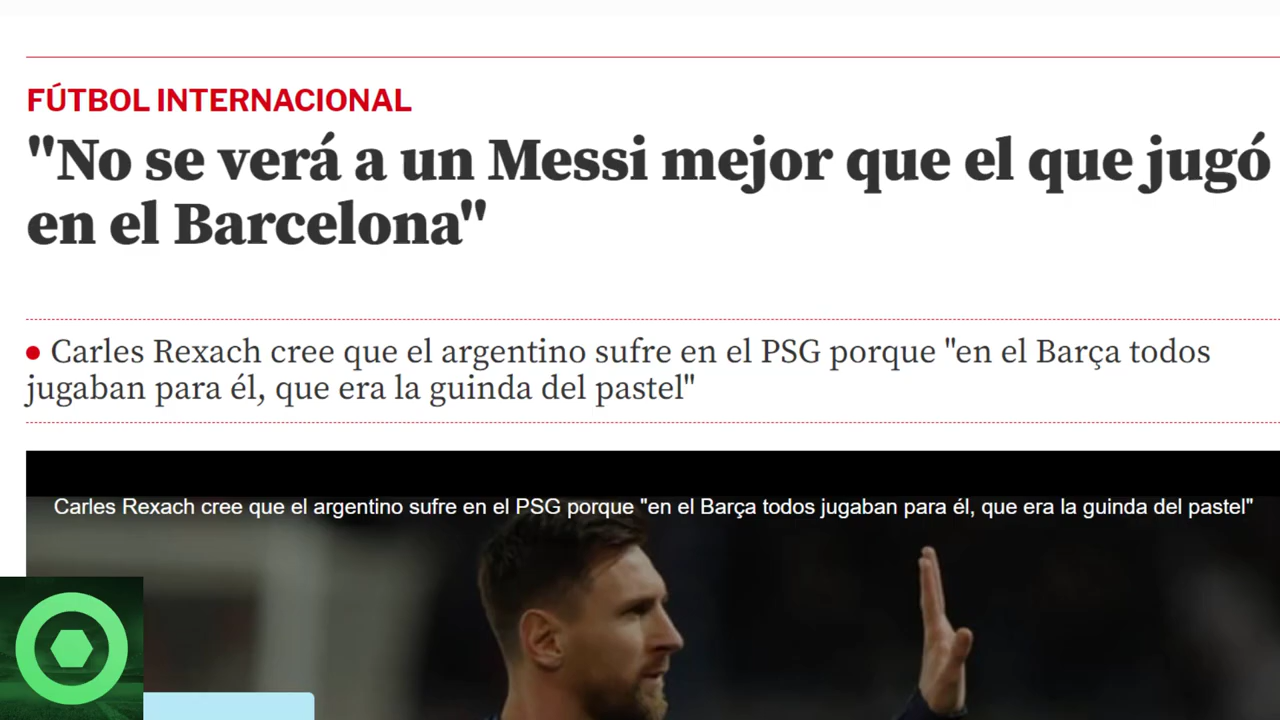 FÚTBOL INTERNACIONAL
"No se verá a un Messi mejor que el que jugó
en el Barcelona"
Carles Rexach cree que el argentino sufre en el PSG porque "en el Barça todos
jugaban para él, que era la guinda del pastel"
Carles Rexach cree que el argentino sufre en el PSG porque "en el Barça todos jugaban para él, que era la guinda del pastel"